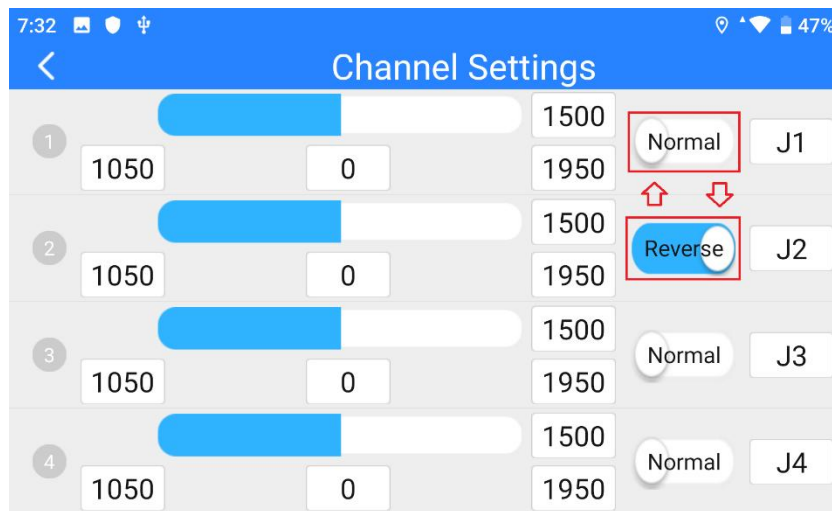 7:32 47%
Channel Settings
1 1500 Normal J1
1050 0 1950
2 1500 Reverse J2
1050 0 1950
3 1500 Normal J3
1050 0 1950
4 1500 Normal J4
1050 0 1950